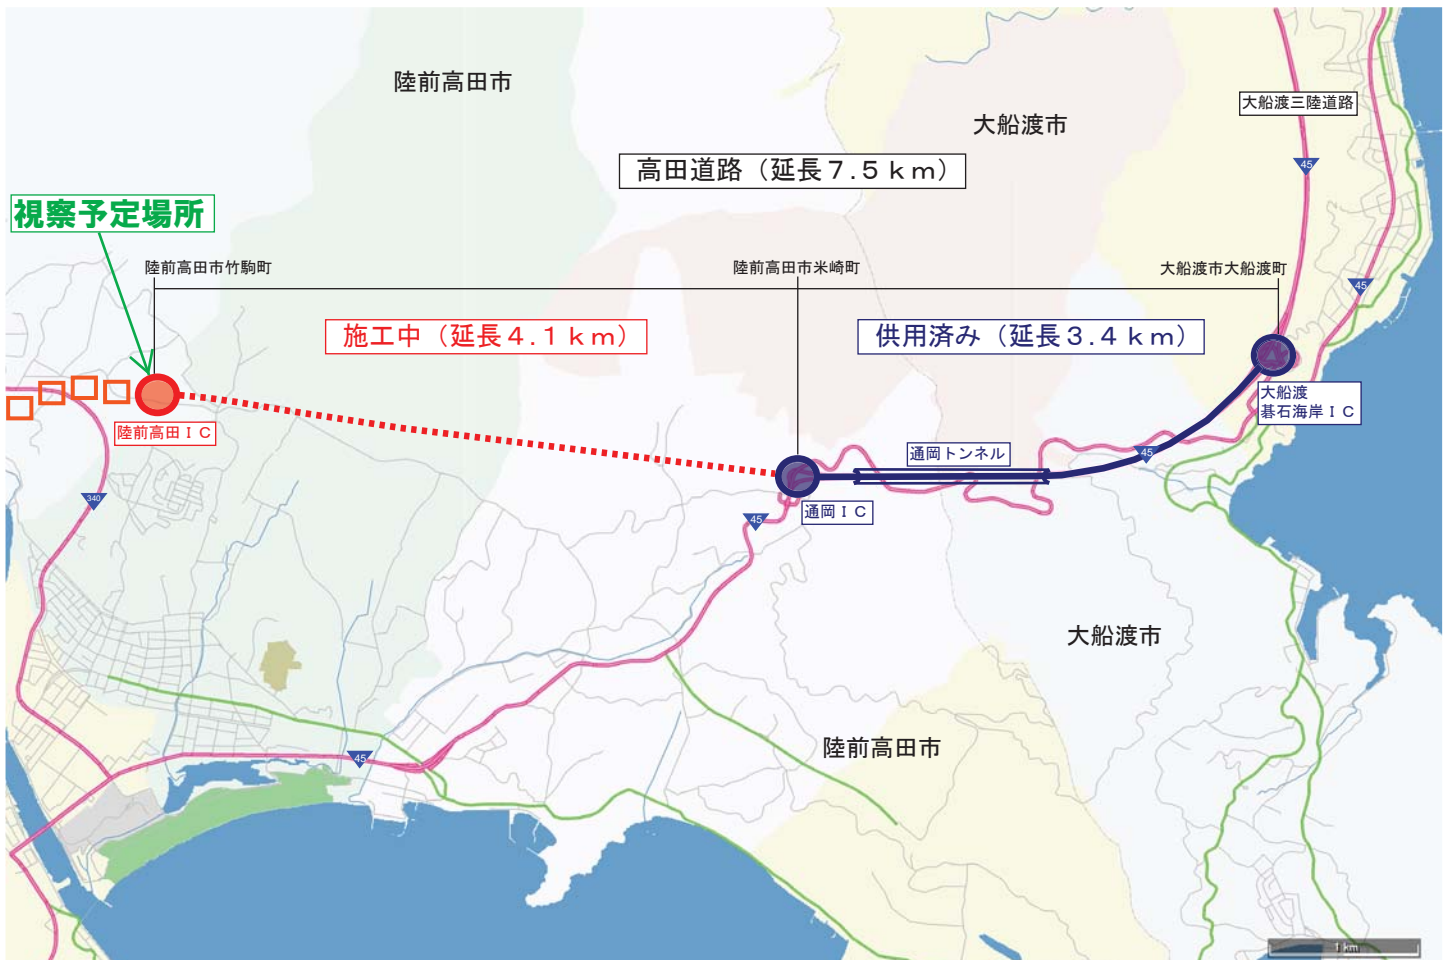 陸前高田市
大船渡三陸道路
大船渡市
高田道路（延長７.５ｋｍ）
45
視察予定場所
陸前高田市竹駒町
陸前高田市米崎町
大船渡市大船渡町
45
施工中（延長４.１ｋｍ）
供用済み（延長３.４ｋｍ）
大船渡
碁石海岸ＩＣ
陸前高田ＩＣ
通岡トンネル
45
340
通岡ＩＣ
45
大船渡市
陸前高田市
45
1 km